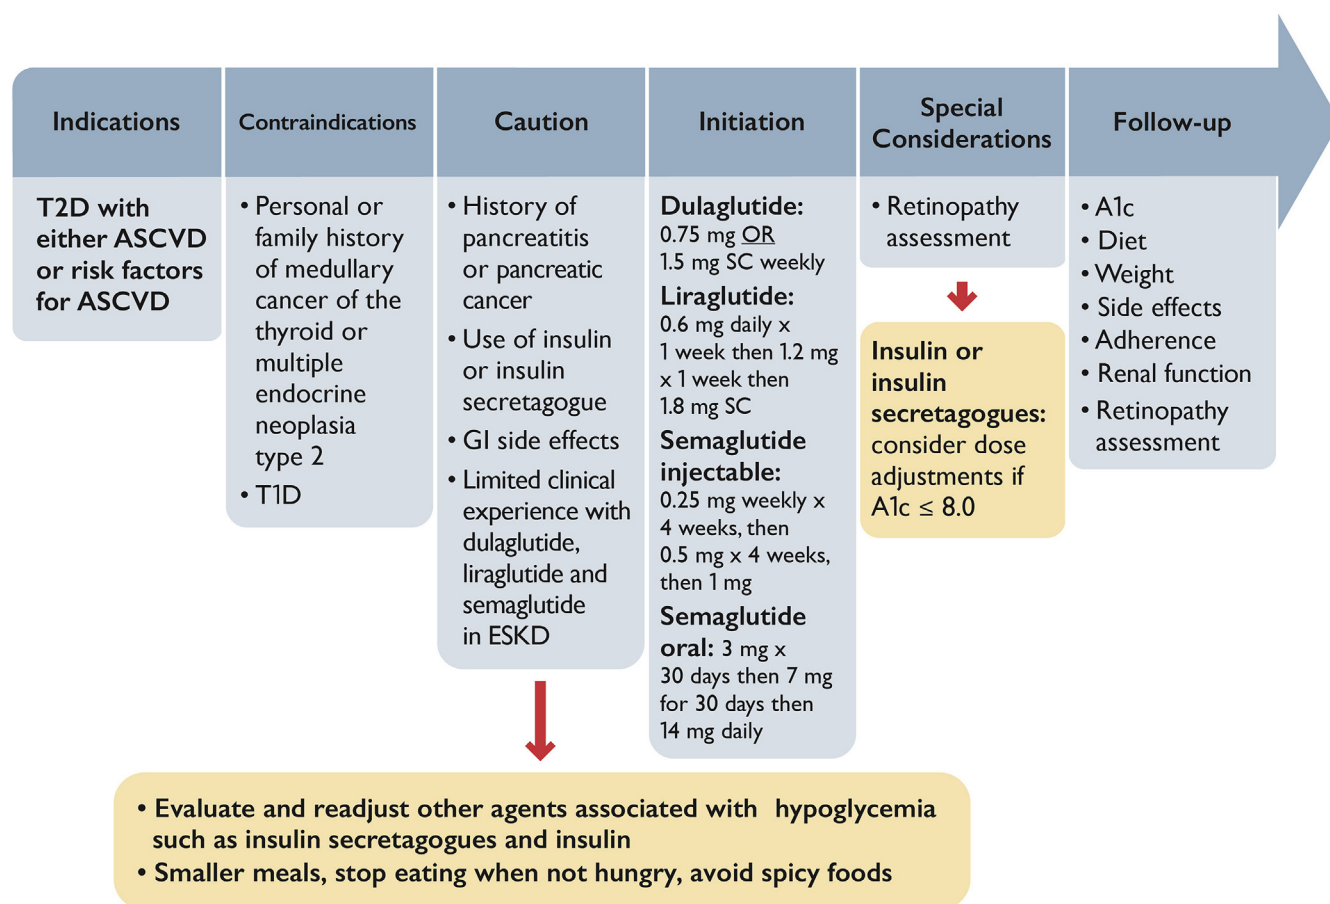 Indications
T2D with
either ASCVD
or risk factors
for ASCVD
Contraindications
• Personal or
family history
of medullary
cancer of the
thyroid or
multiple
endocrine
neoplasia
type 2
• T1D
Caution
• History of
pancreatitis
or pancreatic
cancer
• Use of insulin
or insulin
secretagogue
• GI side effects
• Limited clinical
experience with
dulaglutide,
liraglutide and
semaglutide
in ESKD
Initiation
Dulaglutide:
0.75 mg OR
1.5 mg SC weekly
Liraglutide:
0.6 mg daily x
1 week then 1.2 mg
x 1 week then
1.8 mg SC
Semaglutide
injectable:
0.25 mg weekly x
4 weeks, then
0.5 mg x 4 weeks,
then 1 mg
Semaglutide
oral: 3 mg x
30 days then 7 mg
for 30 days then
14 mg daily
Special
Considerations
• Retinopathy
assessment
Insulin or
insulin
secretagogues:
consider dose
adjustments if
A1c ≤ 8.0
Follow-up
• A1c
• Diet
• Weight
• Side effects
• Adherence
• Renal function
• Retinopathy
assessment
• Evaluate and readjust other agents associated with hypoglycemia
such as insulin secretagogues and insulin
• Smaller meals, stop eating when not hungry, avoid spicy foods